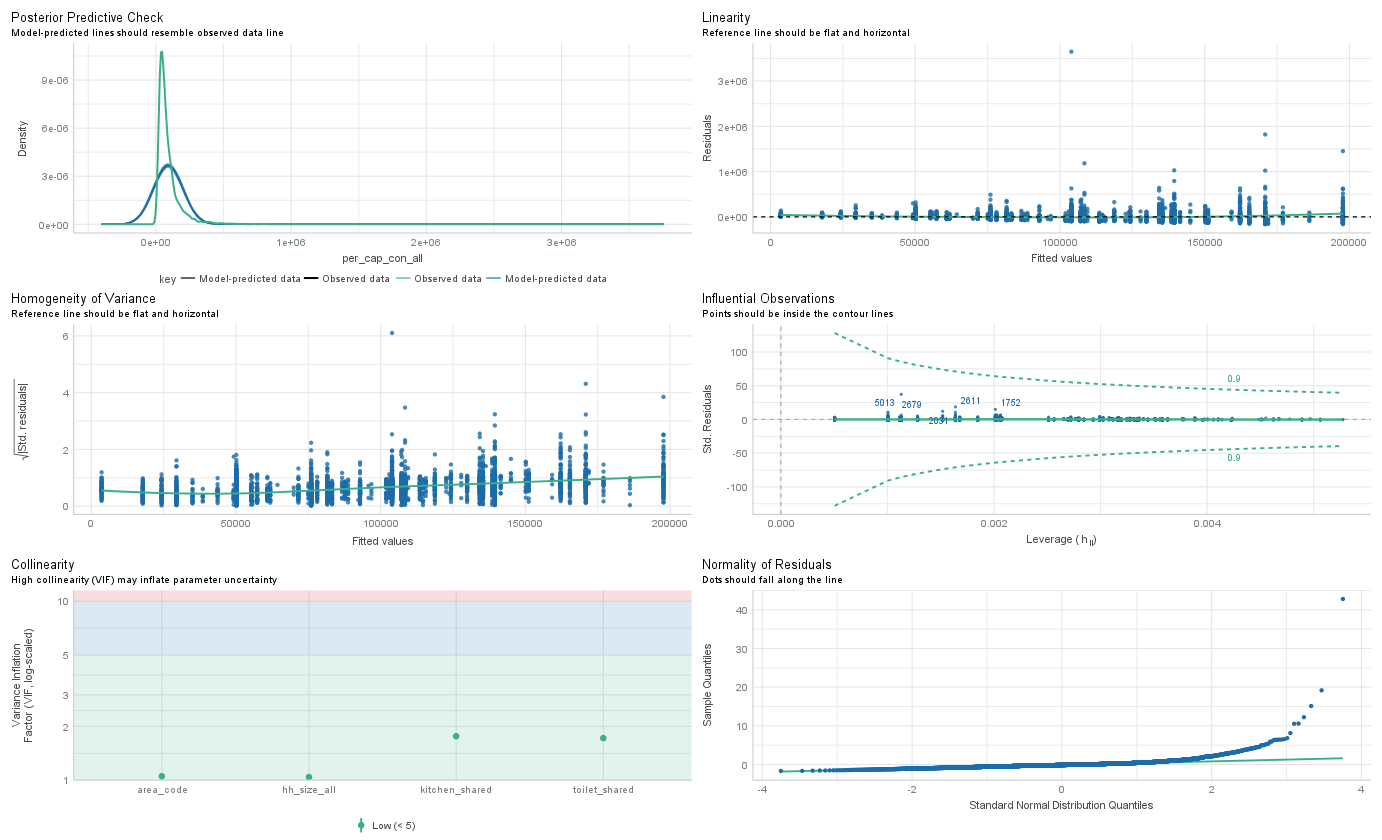 Posterior Predictive Check
Model-predicted lines should resemble observed data line
9e-06
6e-06
3e-06
0e+00
Density
0e+00
1e+06
2e+06
3e+06
per_cap_con_all
key
Model-predicted data
Observed data
Observed data
Model-predicted data
Linearity
Reference line should be flat and horizontal
3e+06
2e+06
1e+06
0e+00
Residuals
0
50000
100000
150000
200000
Fitted values
Homogeneity of Variance
Reference line should be flat and horizontal
6
4
2
0
√|Std. residuals|
0
50000
100000
150000
200000
Fitted values
Influential Observations
Points should be inside the contour lines
100
50
0
-50
-100
Std. residuals
0.9
0.9
5013
2679
2611
1752
0.000
0.002
0.004
Leverage (hii)
Collinearity
High collinearity (VIF) may inflate parameter uncertainty
10
5
3
2
1
Variance Inflation
Factor (VIF, log-scaled)
area_code
hh_size_all
kitchen_shared
toilet_shared
Low (< 5)
Normality of Residuals
Dots should fall along the line
40
30
20
10
0
Sample Quantiles
-4
-2
0
2
4
Standard Normal Distribution Quantiles